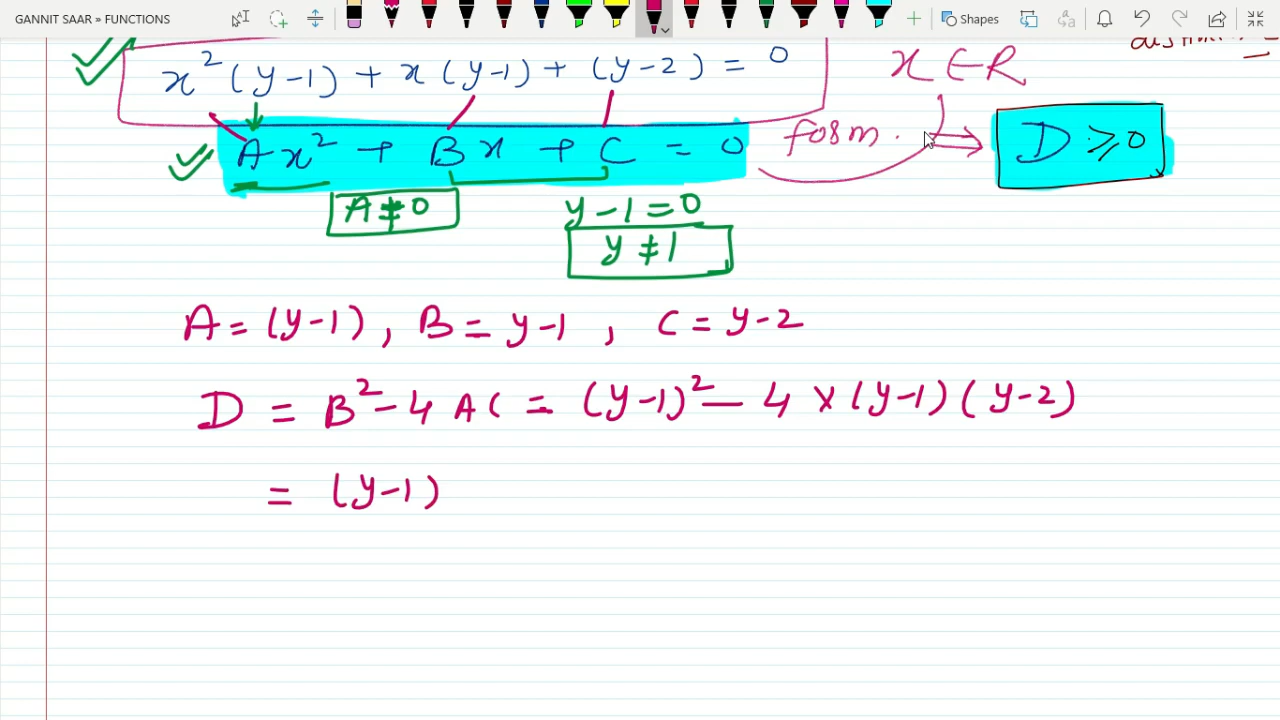 GANNIT SAAR » FUNCTIONS
Shapes
x²(y-1) + x(y-1) + (y-2) = 0
x ∈ R
Ax² + Bx + C = 0 form.
D ≥ 0
A ≠ 0
y-1 = 0
y ≠ 1
A = (y-1), B = y-1, C = y-2
D = B² - 4AC = (y-1)² - 4 × (y-1)(y-2)
= (y-1)